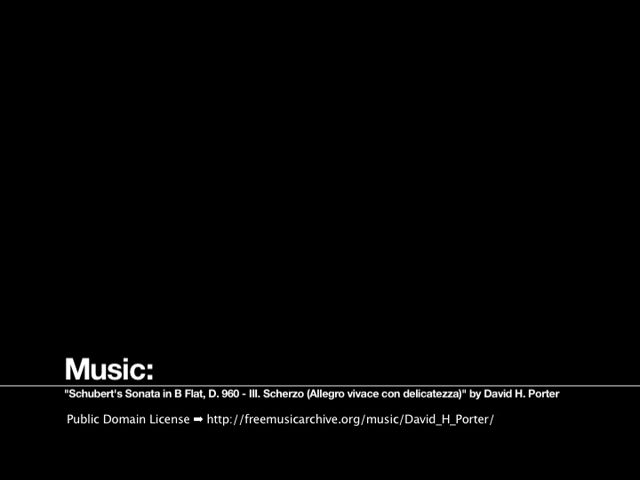 Music:
"Schubert's Sonata in B Flat, D. 960 - III. Scherzo (Allegro vivace con delicatezza)" by David H. Porter
Public Domain License ➡ http://freemusicarchive.org/music/David_H_Porter/